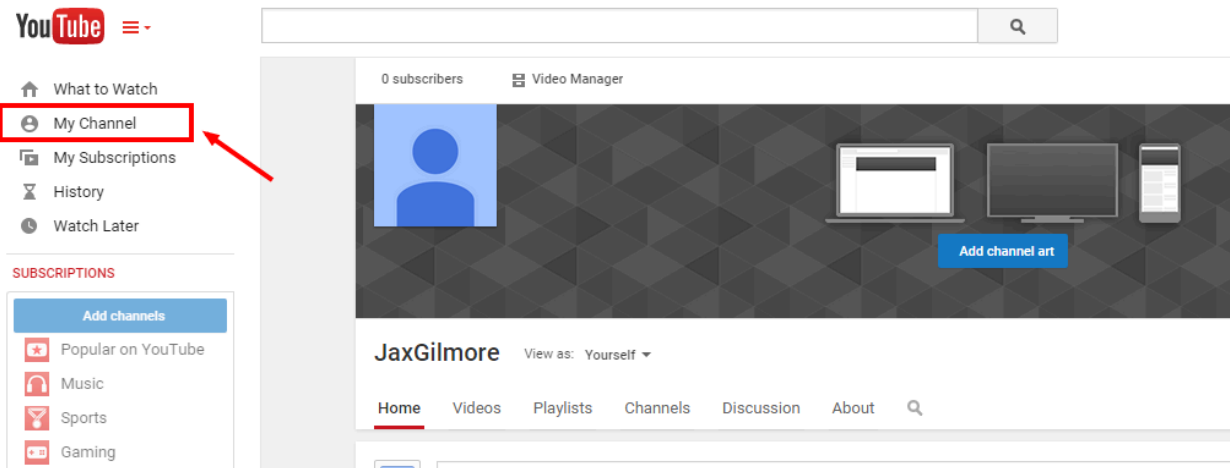 YouTube
What to Watch
My Channel
My Subscriptions
History
Watch Later
SUBSCRIPTIONS
Add channels
Popular on YouTube
Music
Sports
Gaming
0 subscribers Video Manager
Add channel art
JaxGilmore View as: Yourself
Home Videos Playlists Channels Discussion About